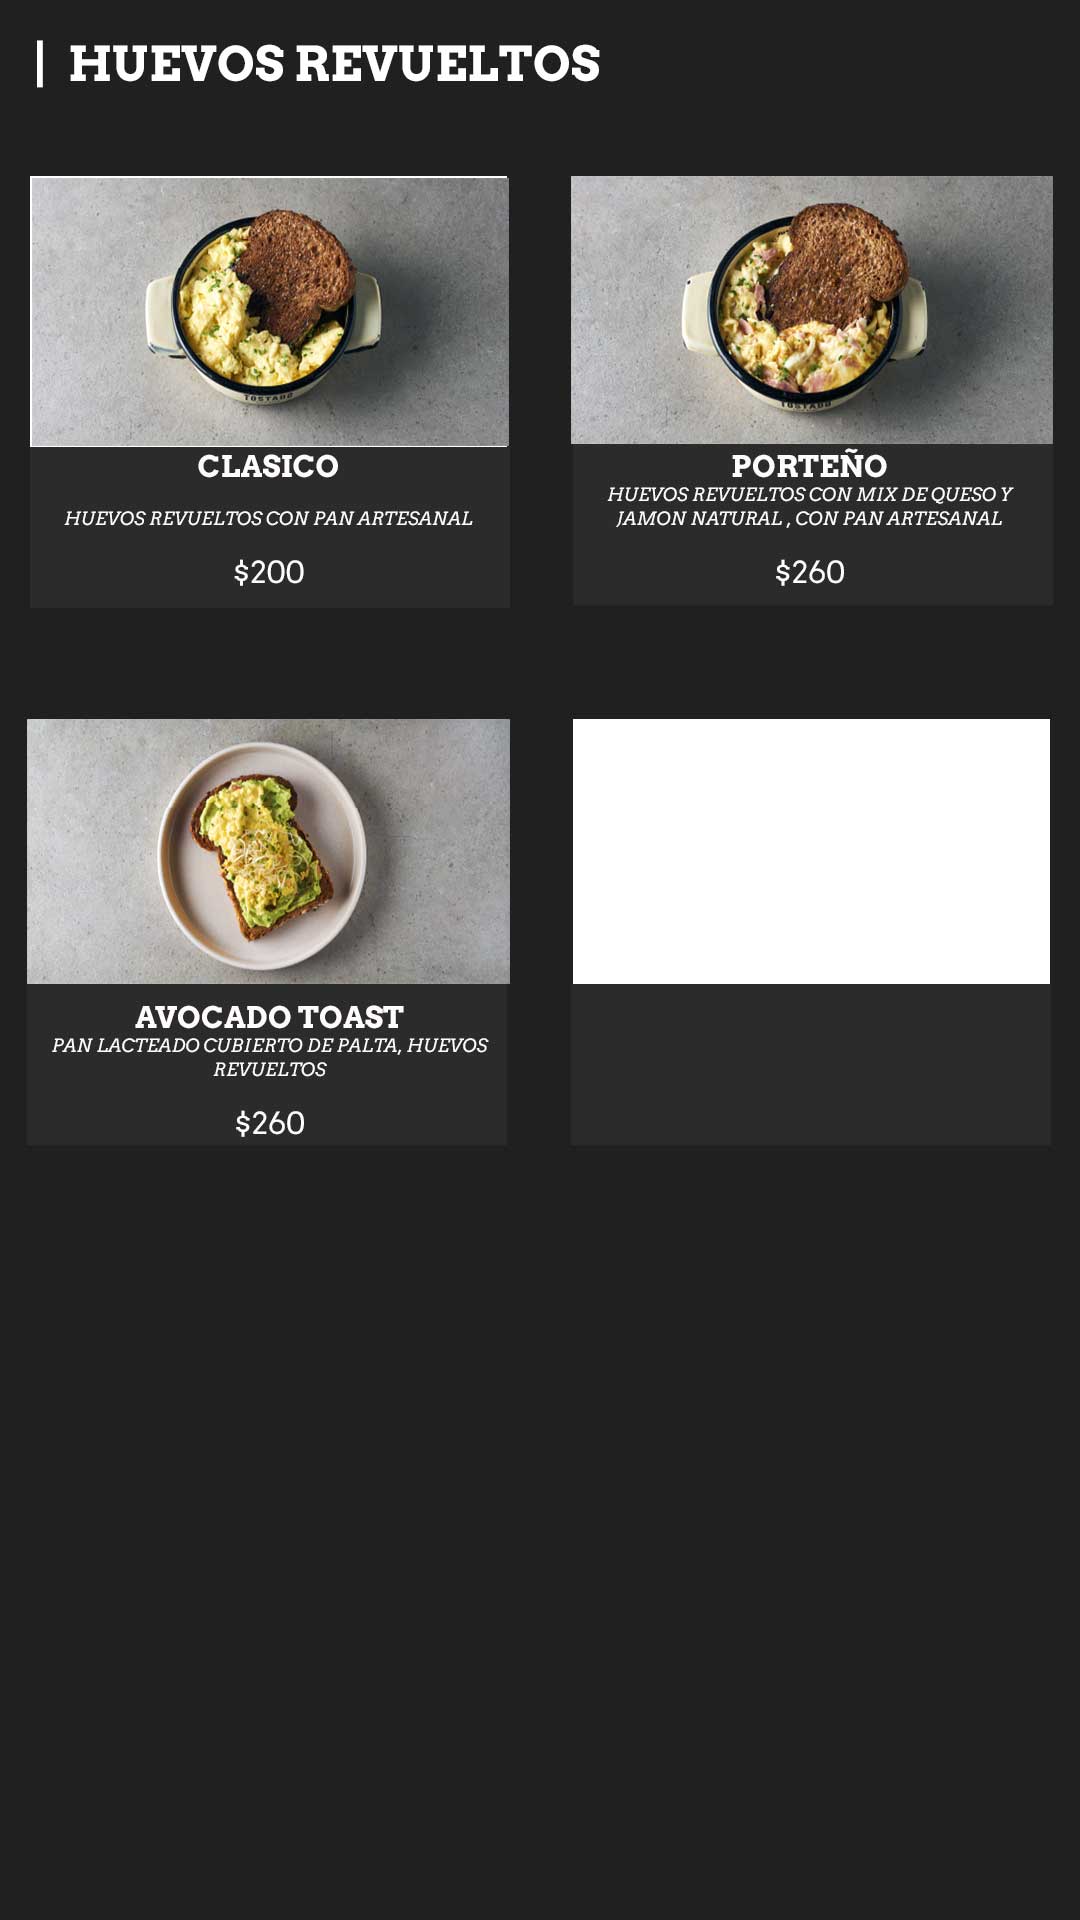 HUEVOS REVUELTOS
TOSTADO
TOSTADO
CLASICO
HUEVOS REVUELTOS CON PAN ARTESANAL
$200
PORTEÑO
HUEVOS REVUELTOS CON MIX DE QUESO Y
JAMON NATURAL , CON PAN ARTESANAL
$260
AVOCADO TOAST
PAN LACTEADO CUBIERTO DE PALTA, HUEVOS
REVUELTOS
$260